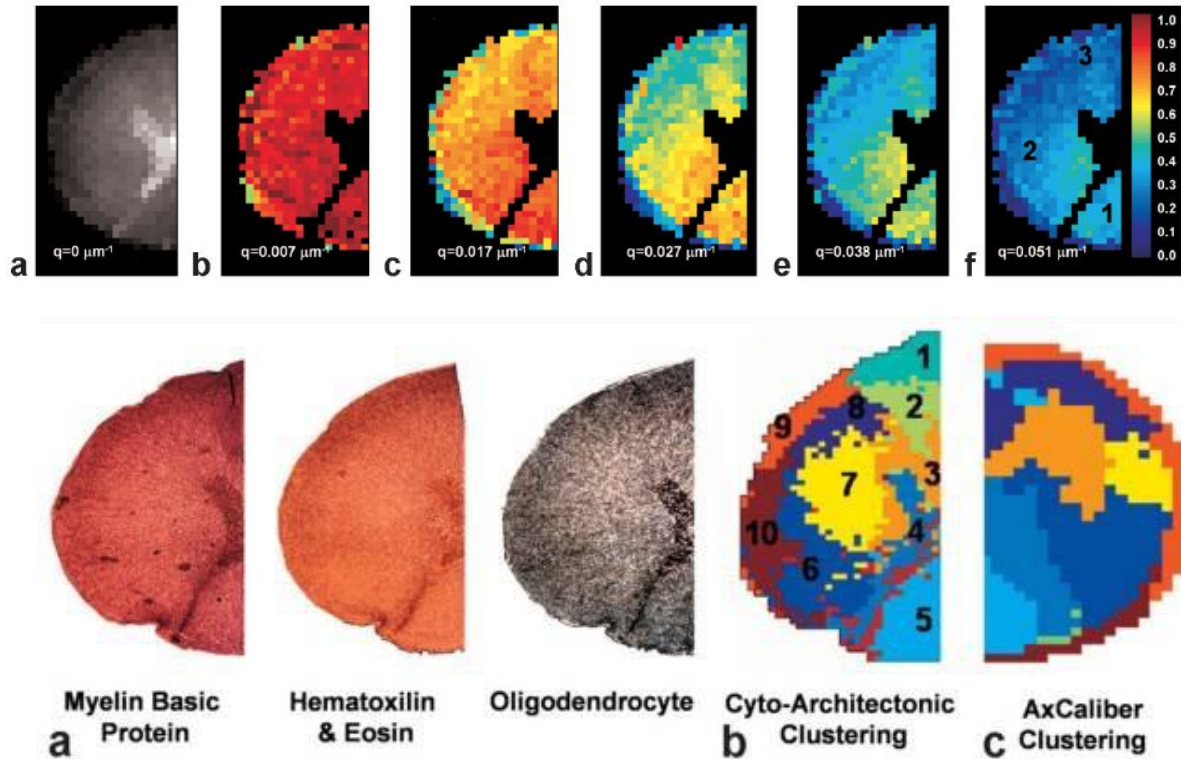 3
2
1
1.0
0.9
0.8
0.7
0.6
0.5
0.4
0.3
0.2
0.1
0.0
q=0 μm⁻¹
q=0.007 μm⁻¹
q=0.017 μm⁻¹
q=0.027 μm⁻¹
q=0.038 μm⁻¹
q=0.051 μm⁻¹
a
b
c
d
e
f
1
2
8
9
3
7
4
10
6
5
Myelin Basic
Protein
Hematoxilin
& Eosin
Oligodendrocyte
Cyto-Architectonic
Clustering
AxCaliber
Clustering
a
b
c